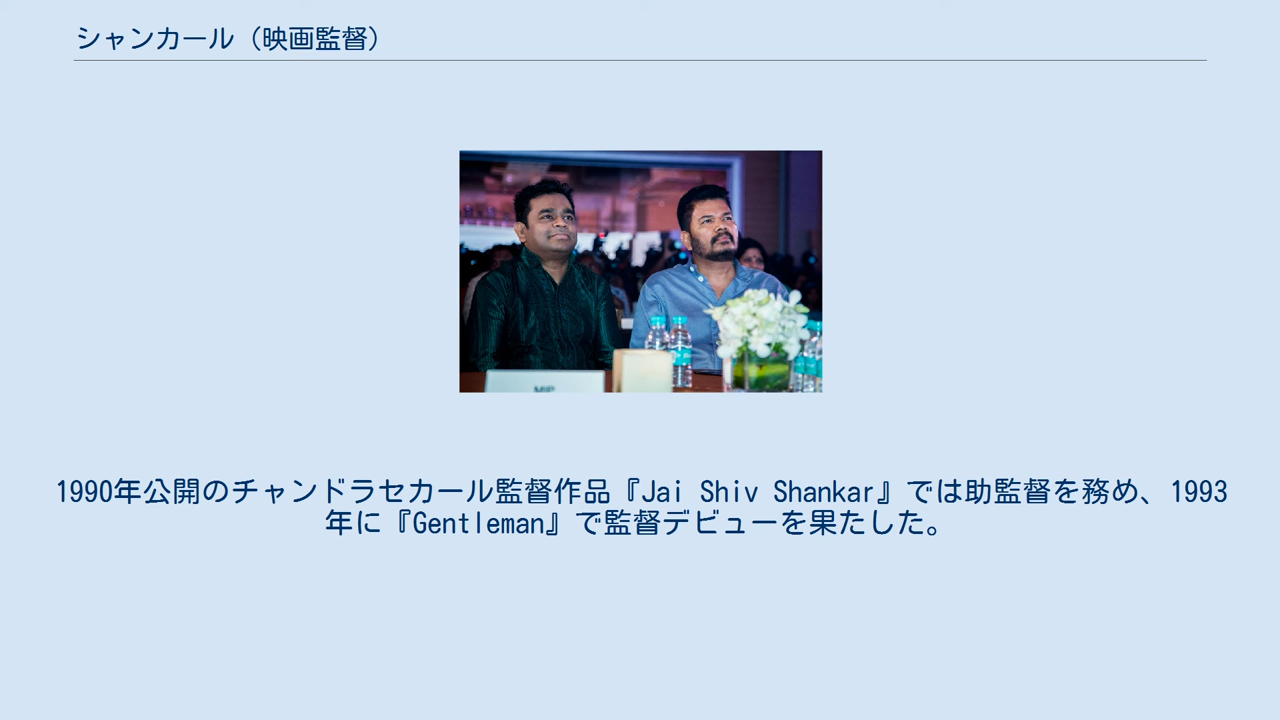 シャンカール（映画監督）
1990年公開のチャンドラセカール監督作品『Jai Shiv Shankar』では助監督を務め、1993
年に『Gentleman』で監督デビューを果たした。